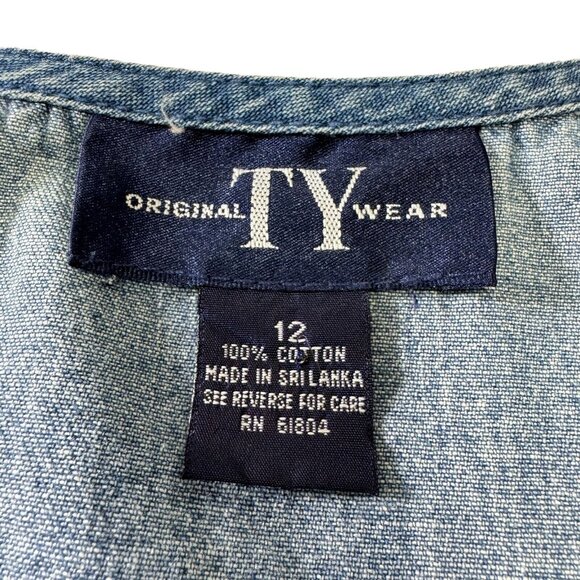 ORIGINAL TY WEAR
12
100% COTTON
MADE IN SRI LANKA
SEE REVERSE FOR CARE
RN 61804